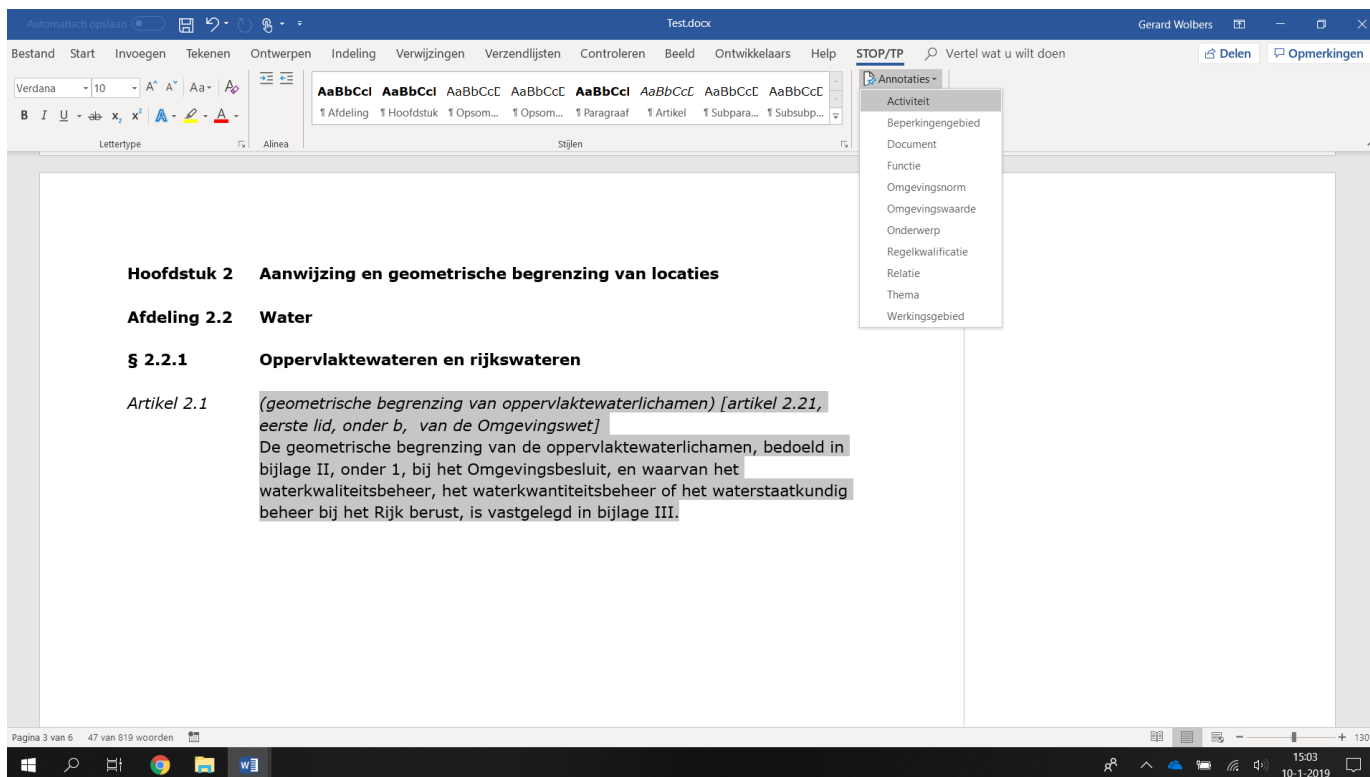 Automatisch opslaan Test.docx Gerard Wolbers
Bestand Start Invoegen Tekenen Ontwerpen Indeling Verwijzingen Verzendlijsten Controleren Beeld Ontwikkelaars Help STOP/TP Vertel wat u wilt doen Delen Opmerkingen
Verdana 10 A^ A˅ Aa A
B I U ab x₂ x² A A
AaBbCcI AaBbCcI AaBbCcD AaBbCcD AaBbCcI AaBbCcD AaBbCcD AaBbCcD
¶ Afdeling ¶ Hoofdstuk ¶ Opsom... ¶ Opsom... ¶ Paragraaf ¶ Artikel ¶ Subpara... ¶ Subsubp...
Lettertype Alinea Stijlen
Annotaties
Activiteit
Beperkingengebied
Document
Functie
Omgevingsnorm
Omgevingswaarde
Onderwerp
Regelkwalificatie
Relatie
Thema
Werkingsgebied
Hoofdstuk 2 Aanwijzing en geometrische begrenzing van locaties
Afdeling 2.2 Water
§ 2.2.1 Oppervlaktewateren en rijkswateren
Artikel 2.1 (geometrische begrenzing van oppervlaktewaterlichamen) [artikel 2.21,
eerste lid, onder b, van de Omgevingswet]
De geometrische begrenzing van de oppervlaktewaterlichamen, bedoeld in
bijlage II, onder 1, bij het Omgevingsbesluit, en waarvan het
waterkwaliteitsbeheer, het waterkwantiteitsbeheer of het waterstaatkundig
beheer bij het Rijk berust, is vastgelegd in bijlage III.
Pagina 3 van 6 47 van 819 woorden 130
15:03
10-1-2019